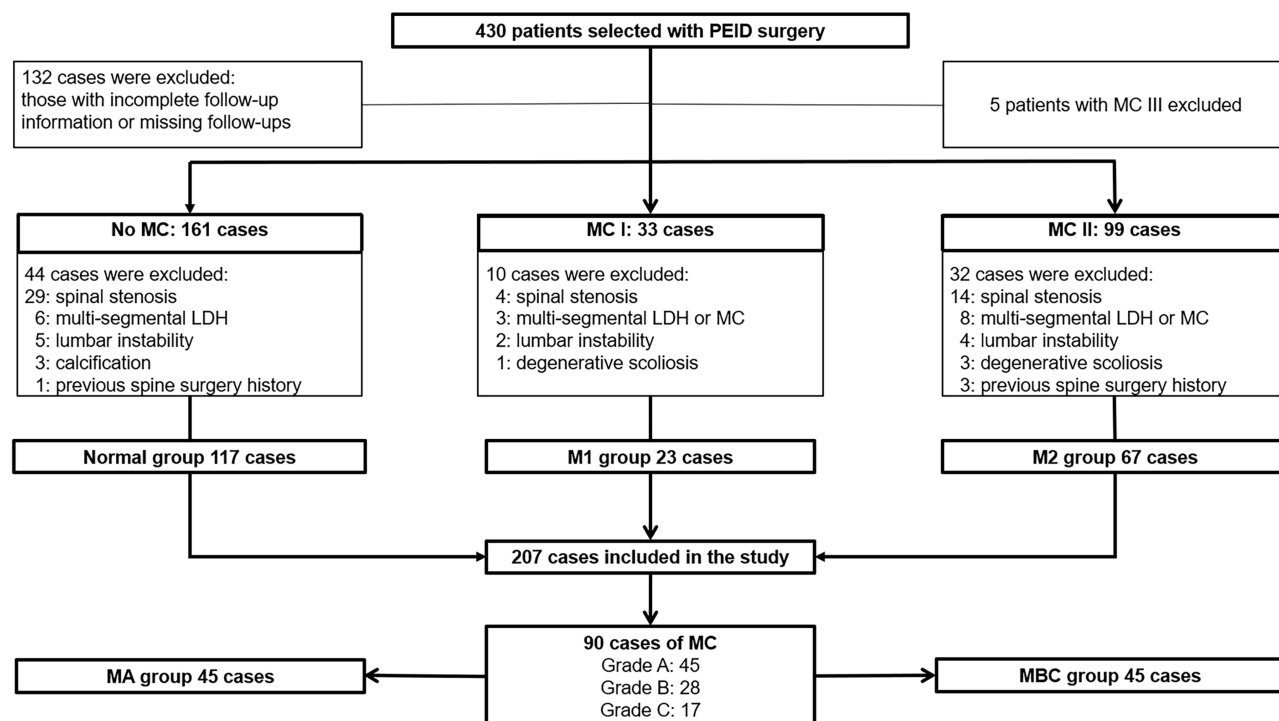 430 patients selected with PEID surgery
132 cases were excluded:
those with incomplete follow-up
information or missing follow-ups
5 patients with MC III excluded
No MC: 161 cases
44 cases were excluded:
29: spinal stenosis
6: multi-segmental LDH
5: lumbar instability
3: calcification
1: previous spine surgery history
MC I: 33 cases
10 cases were excluded:
4: spinal stenosis
3: multi-segmental LDH or MC
2: lumbar instability
1: degenerative scoliosis
MC II: 99 cases
32 cases were excluded:
14: spinal stenosis
8: multi-segmental LDH or MC
4: lumbar instability
3: degenerative scoliosis
3: previous spine surgery history
Normal group 117 cases
M1 group 23 cases
M2 group 67 cases
207 cases included in the study
90 cases of MC
Grade A: 45
Grade B: 28
Grade C: 17
MA group 45 cases
MBC group 45 cases